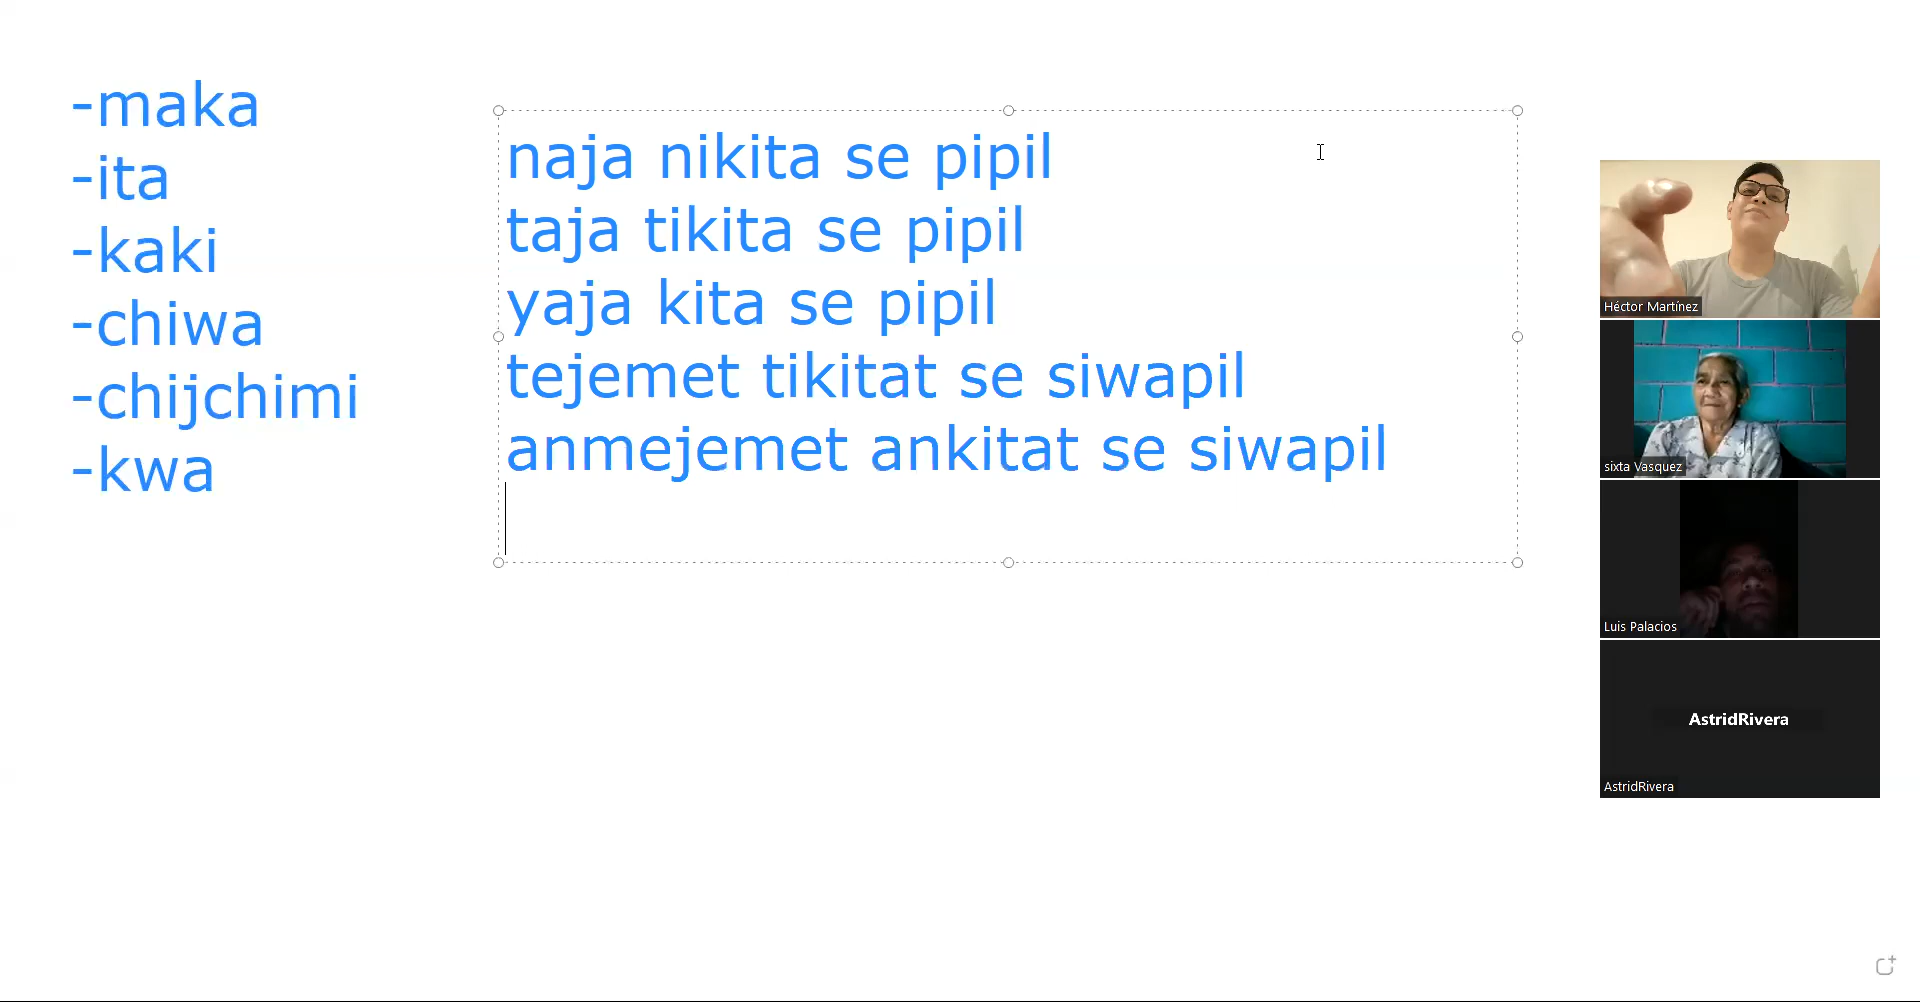 -maka
-ita
-kaki
-chiwa
-chijchimi
-kwa
naja nikita se pipil
taja tikita se pipil
yaja kita se pipil
tejemet tikitat se siwapil
anmejemet ankitat se siwapil
Héctor Martínez
sixta Vasquez
Luis Palacios
AstridRivera
AstridRivera